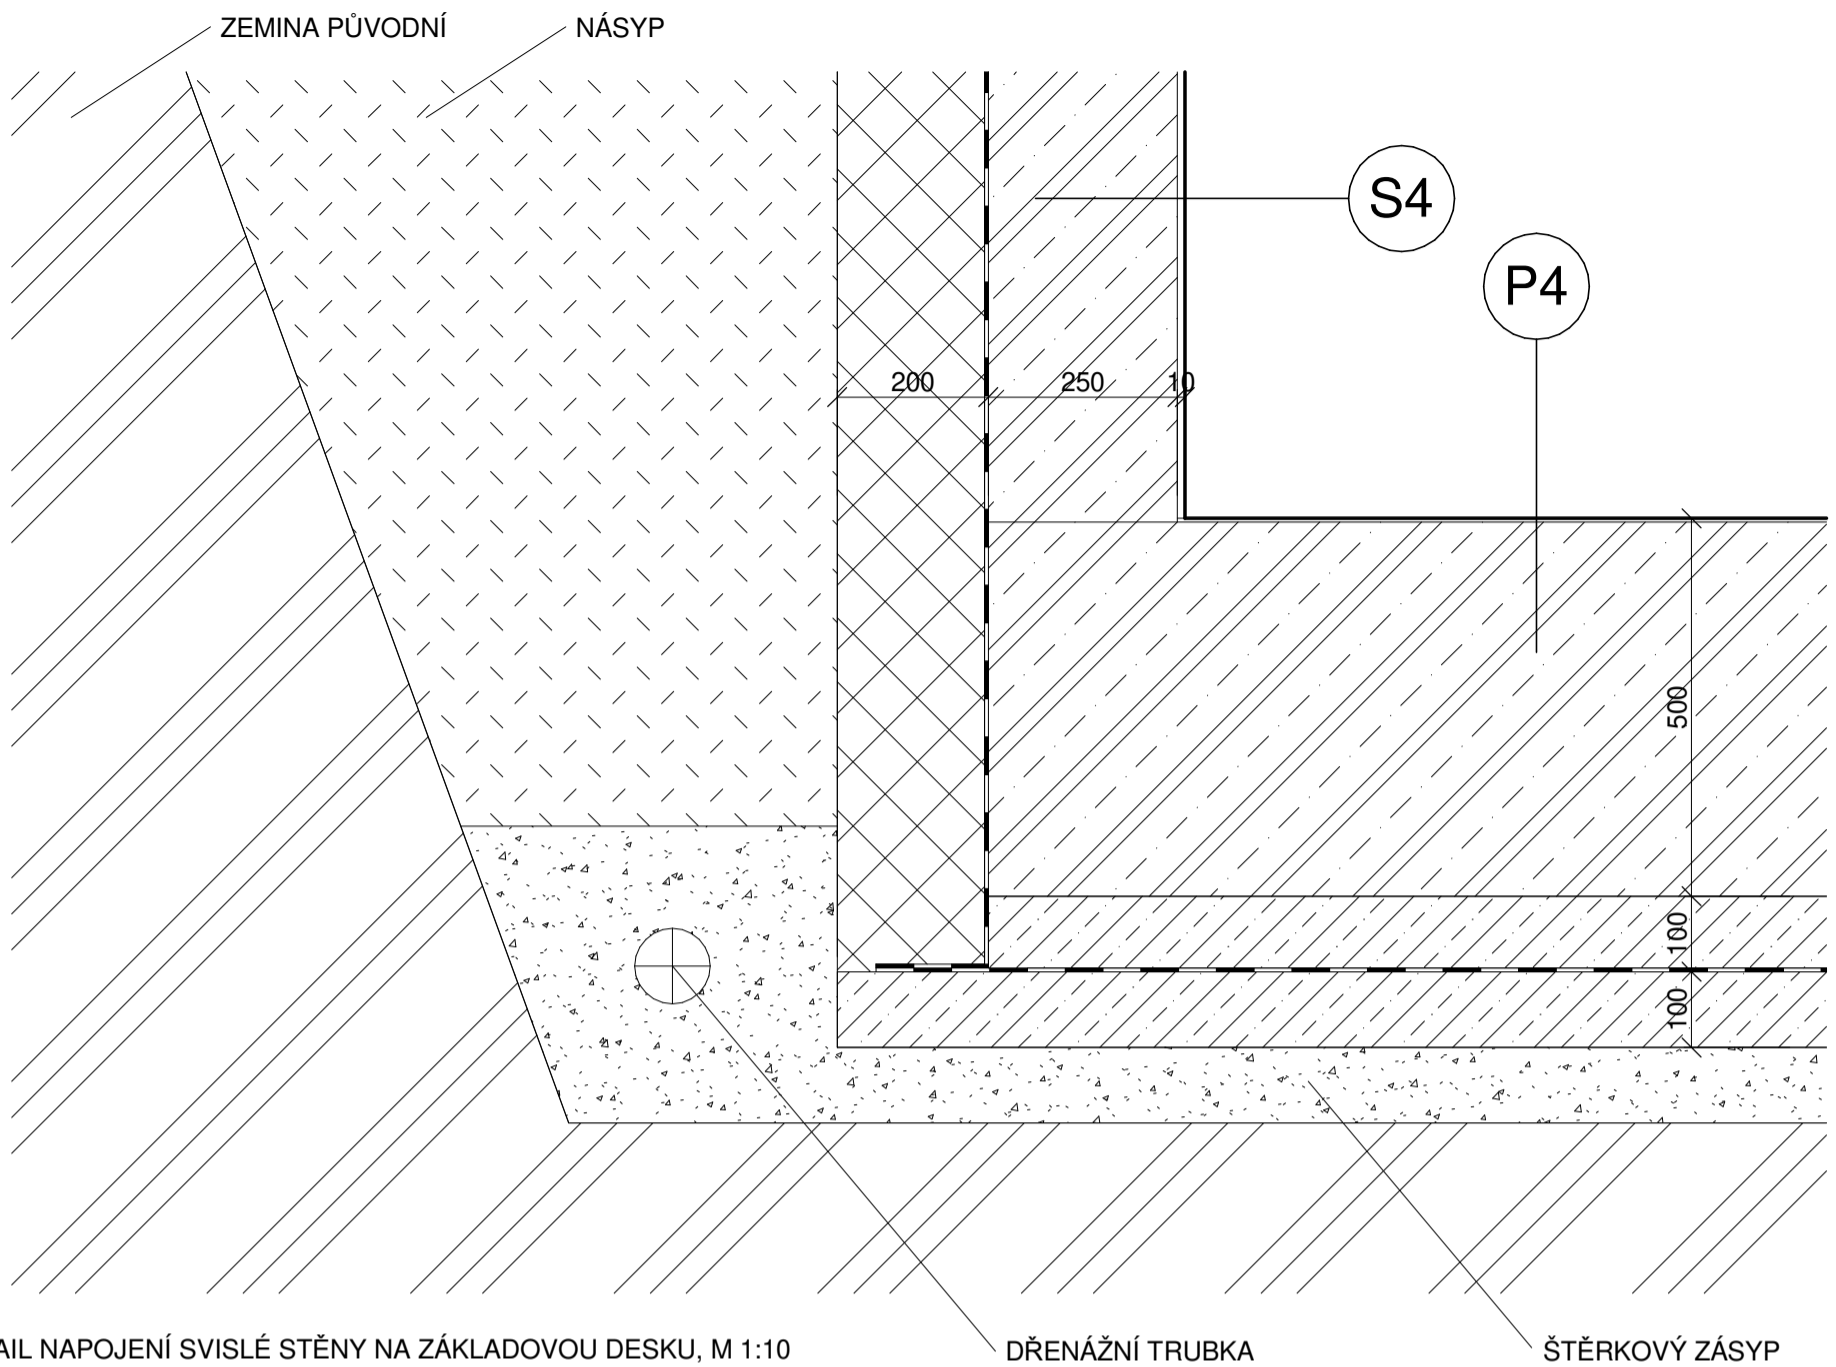 ZEMINA PŮVODNÍ
NÁSYP
S4
P4
200
250
10
500
100
100
AIL NAPOJENÍ SVISLÉ STĚNY NA ZÁKLADOVOU DESKU, M 1:10
DŘENÁŽNÍ TRUBKA
ŠTĚRKOVÝ ZÁSYP